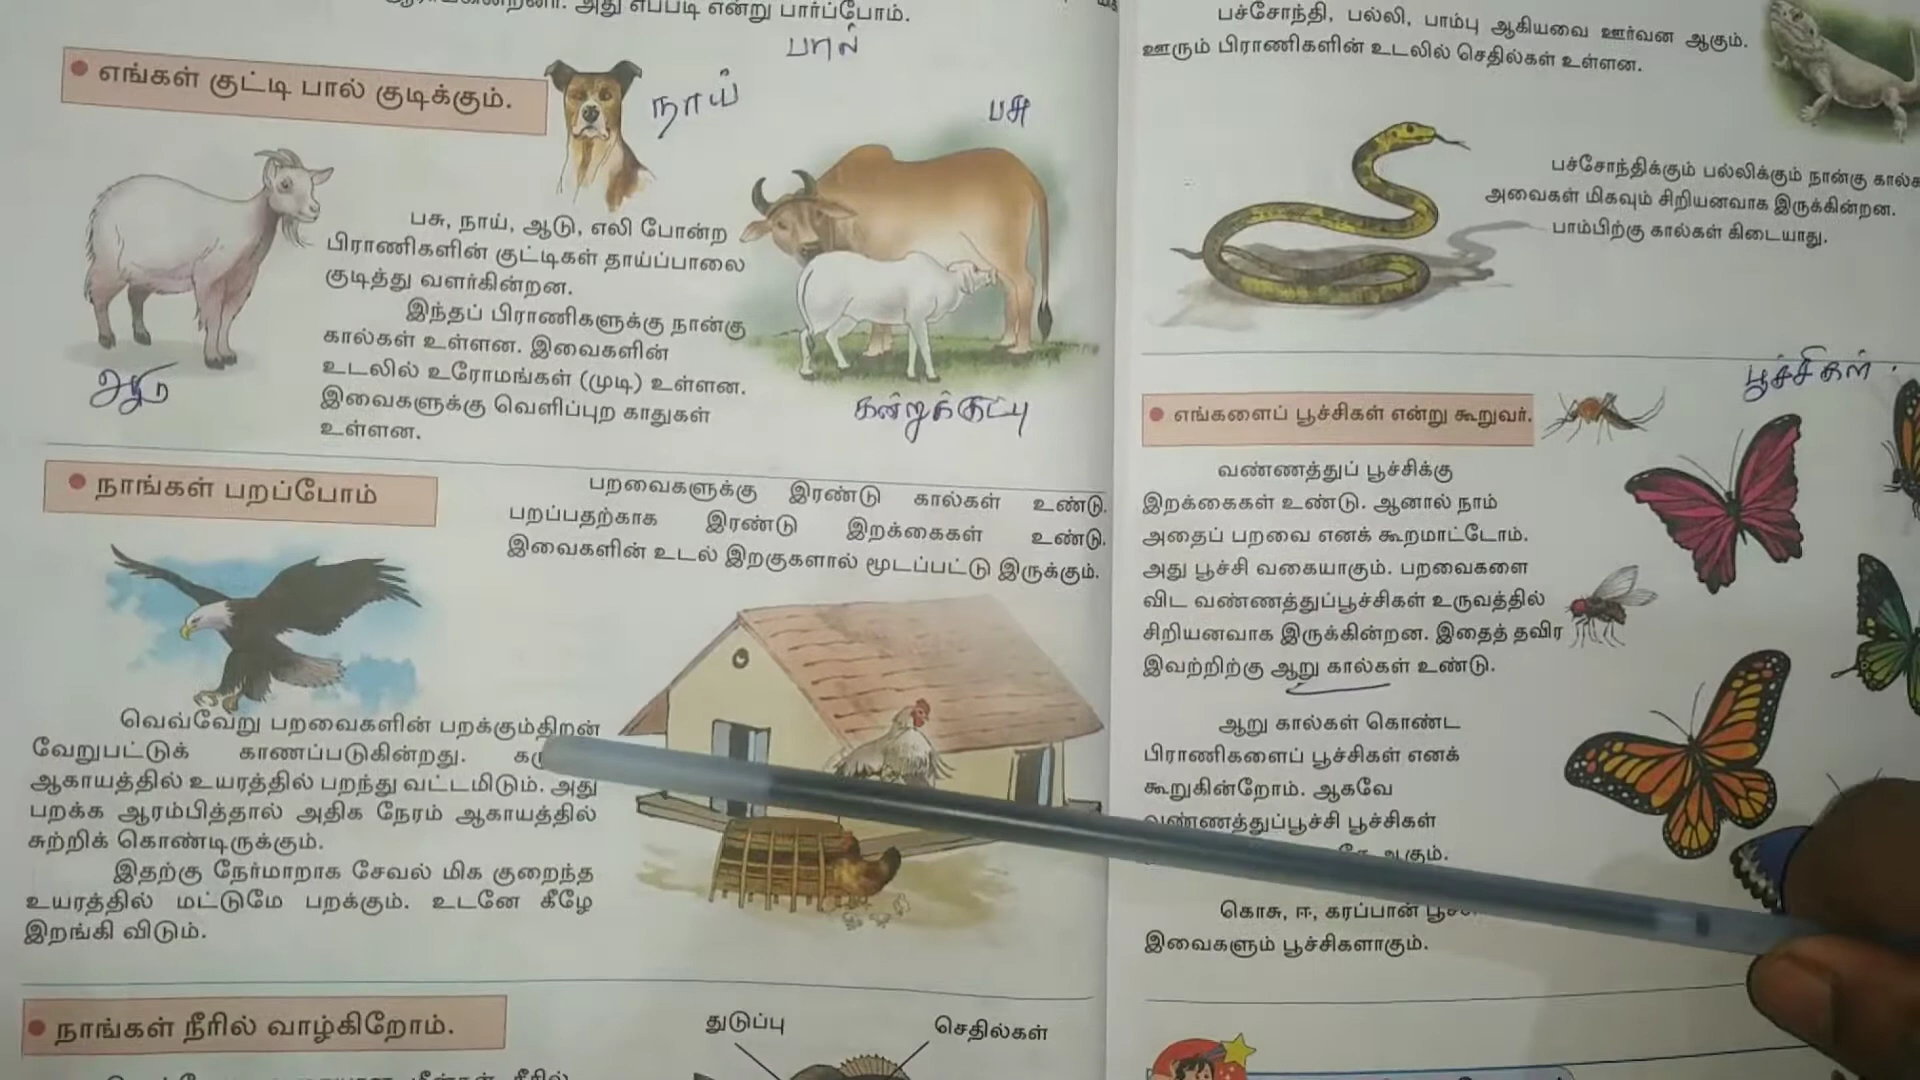 அது எப்படி என்று பார்ப்போம்.
பால்
எங்கள் குட்டி பால் குடிக்கும்.
நாய்
பசு
பசு, நாய், ஆடு, எலி போன்ற
பிராணிகளின் குட்டிகள் தாய்ப்பாலை
குடித்து வளர்கின்றன.
இந்தப் பிராணிகளுக்கு நான்கு
கால்கள் உள்ளன. இவைகளின்
உடலில் உரோமங்கள் (முடி) உள்ளன.
இவைகளுக்கு வெளிப்புற காதுகள்
உள்ளன.
ஆடு
கன்றுக்குட்டி
நாங்கள் பறப்போம்
பறவைகளுக்கு இரண்டு கால்கள் உண்டு.
பறப்பதற்காக இரண்டு இறக்கைகள் உண்டு.
இவைகளின் உடல் இறகுகளால் மூடப்பட்டு இருக்கும்.
வெவ்வேறு பறவைகளின் பறக்கும்திறன்
வேறுபட்டுக் காணப்படுகின்றது.
ஆகாயத்தில் உயரத்தில் பறந்து வட்டமிடும். அது
பறக்க ஆரம்பித்தால் அதிக நேரம் ஆகாயத்தில்
சுற்றிக் கொண்டிருக்கும்.
இதற்கு நேர்மாறாக சேவல் மிக குறைந்த
உயரத்தில் மட்டுமே பறக்கும். உடனே கீழே
இறங்கி விடும்.
நாங்கள் நீரில் வாழ்கிறோம்.
துடுப்பு
செதில்கள்
பச்சோந்தி, பல்லி, பாம்பு ஆகியவை ஊர்வன ஆகும்.
ஊரும் பிராணிகளின் உடலில் செதில்கள் உள்ளன.
பச்சோந்திக்கும் பல்லிக்கும் நான்கு
அவைகள் மிகவும் சிறியனவாக இருக்கின்றன.
பாம்பிற்கு கால்கள் கிடையாது.
பூச்சிகள்
எங்களைப் பூச்சிகள் என்று கூறுவர்.
வண்ணத்துப் பூச்சிக்கு
இறக்கைகள் உண்டு. ஆனால் நாம்
அதைப் பறவை எனக் கூறமாட்டோம்.
அது பூச்சி வகையாகும். பறவைகளை
விட வண்ணத்துப்பூச்சிகள் உருவத்தில்
சிறியனவாக இருக்கின்றன. இதைத் தவிர
இவற்றிற்கு ஆறு கால்கள் உண்டு.
ஆறு கால்கள் கொண்ட
பிராணிகளைப் பூச்சிகள் எனக்
கூறுகின்றோம். ஆகவே
வண்ணத்துப்பூச்சி பூச்சிகள்
ஆகும்.
கொசு, ஈ, கரப்பான்
இவைகளும் பூச்சிகளாகும்.